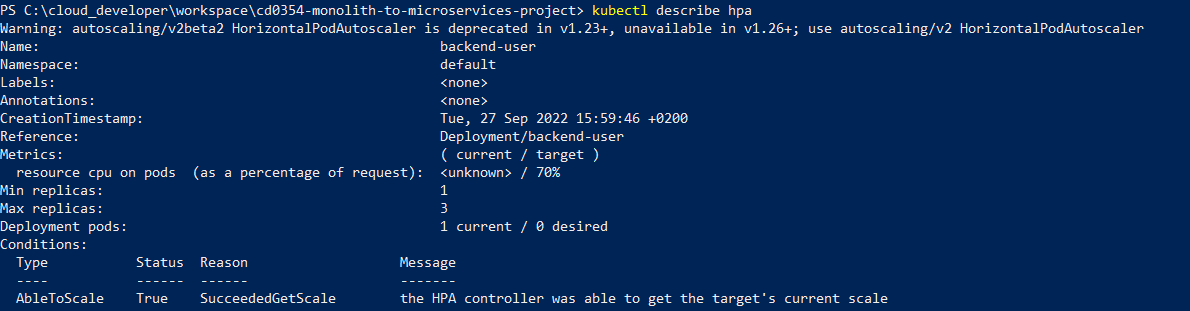 PS C:\cloud_developer\workspace\cd0354-monolith-to-microservices-project> kubectl describe hpa
Warning: autoscaling/v2beta2 HorizontalPodAutoscaler is deprecated in v1.23+, unavailable in v1.26+; use autoscaling/v2 HorizontalPodAutoscaler
Name: backend-user
Namespace: default
Labels: <none>
Annotations: <none>
CreationTimestamp: Tue, 27 Sep 2022 15:59:46 +0200
Reference: Deployment/backend-user
Metrics: ( current / target )
resource cpu on pods (as a percentage of request): <unknown> / 70%
Min replicas: 1
Max replicas: 3
Deployment pods: 1 current / 0 desired
Conditions:
Type Status Reason Message
---- ------ ------ -------
AbleToScale True SucceededGetScale the HPA controller was able to get the target's current scale